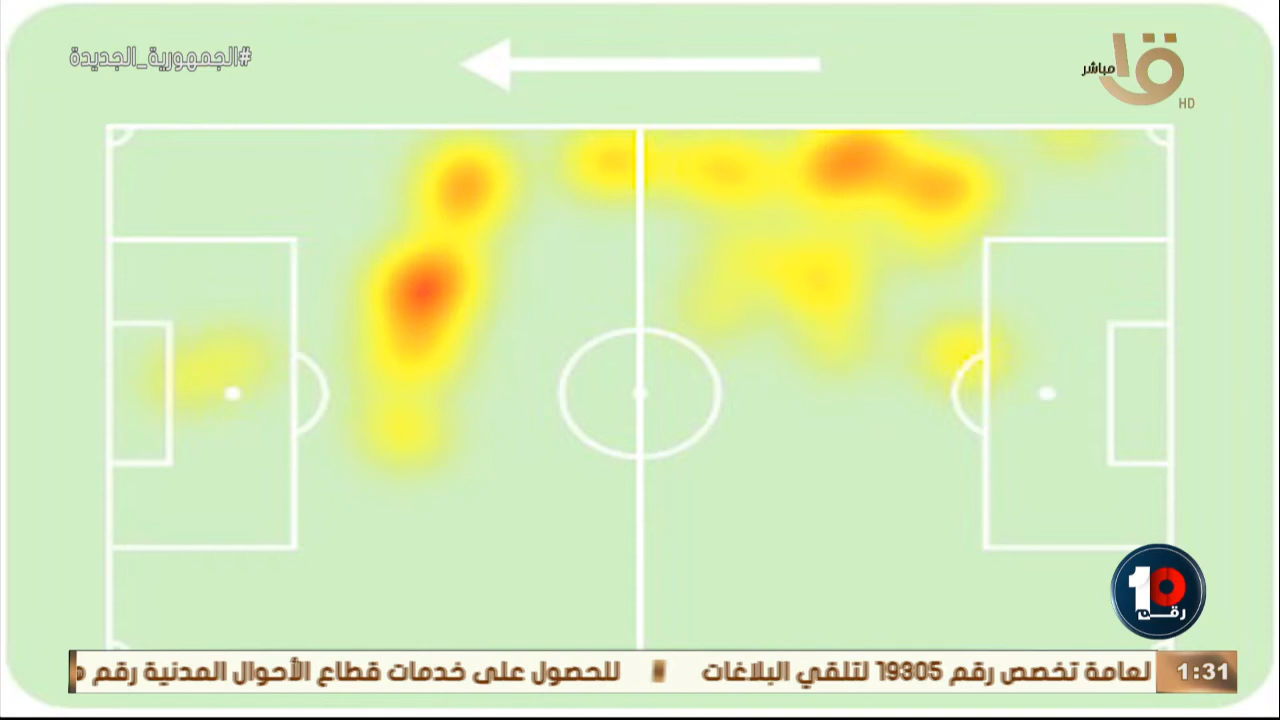 #الجمهورية_الجديدة
مباشر
HD
10
رقم
1:31
لعامة تخصص رقم 19305 لتلقي البلاغات للحصول على خدمات قطاع الأحوال المدنية رقم